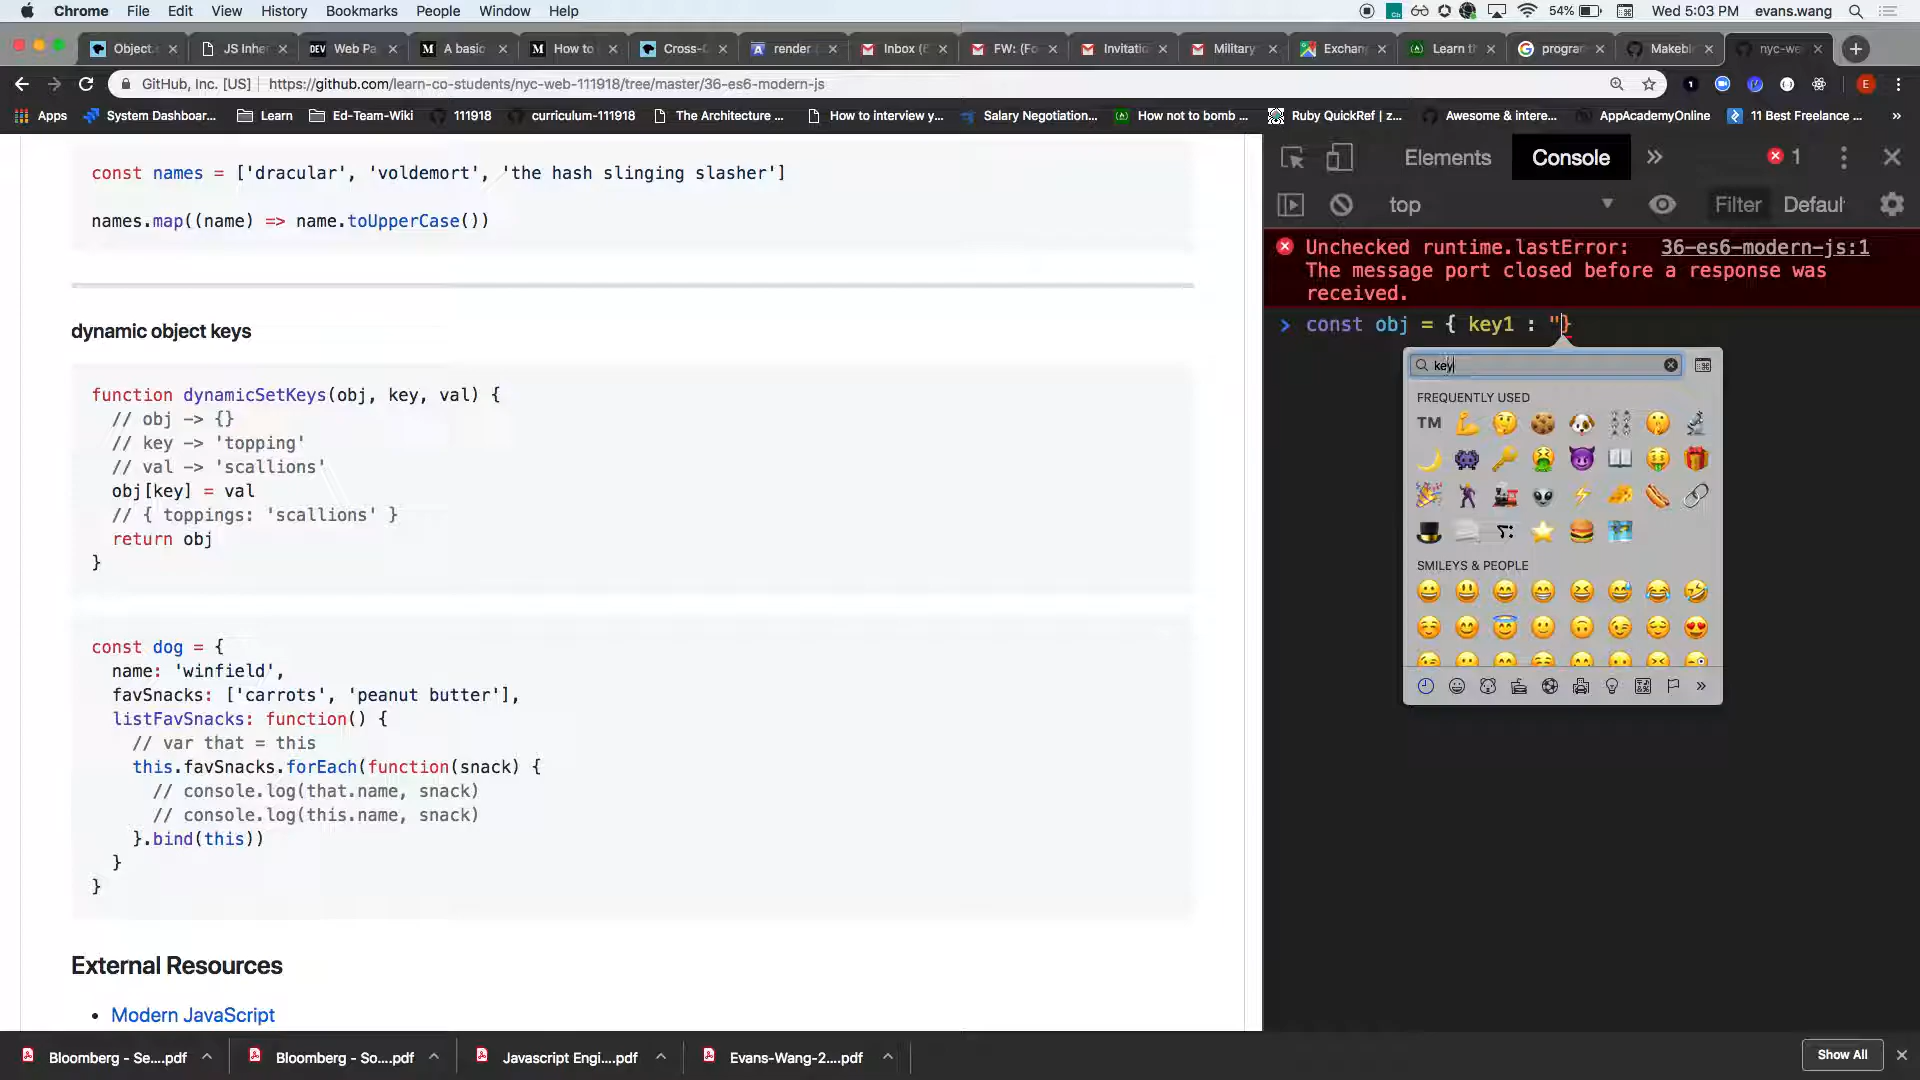 Chrome File Edit View History Bookmarks People Window Help 54% Wed 5:03 PM evans.wang
Object. JS Inher DEV Web Pa M A basic M How to Cross-D render Inbox (E FW: (Fo Invitatic Military Exchan Learn th progra Makebl nyc-we
GitHub, Inc. [US] https://github.com/learn-co-students/nyc-web-111918/tree/master/36-es6-modern-js
Apps System Dashboar... Learn Ed-Team-Wiki 111918 curriculum-111918 The Architecture ... How to interview y... Salary Negotiation... How not to bomb ... Ruby QuickRef | z... Awesome & intere... AppAcademyOnline 11 Best Freelance ... »
const names = ['dracular', 'voldemort', 'the hash slinging slasher']
names.map((name) => name.toUpperCase())
dynamic object keys
function dynamicSetKeys(obj, key, val) {
// obj -> {}
// key -> 'topping'
// val -> 'scallions'
obj[key] = val
// { toppings: 'scallions' }
return obj
}
const dog = {
name: 'winfield',
favSnacks: ['carrots', 'peanut butter'],
listFavSnacks: function() {
// var that = this
this.favSnacks.forEach(function(snack) {
// console.log(that.name, snack)
// console.log(this.name, snack)
}.bind(this))
}
}
External Resources
• Modern JavaScript
Elements Console » 1
top Filter Defaul
Unchecked runtime.lastError: 36-es6-modern-js:1
The message port closed before a response was
received.
> const obj = { key1 : "}
key
FREQUENTLY USED
TM
SMILEYS & PEOPLE
»
Bloomberg - Se....pdf Bloomberg - So....pdf Javascript Engi....pdf Evans-Wang-2....pdf Show All